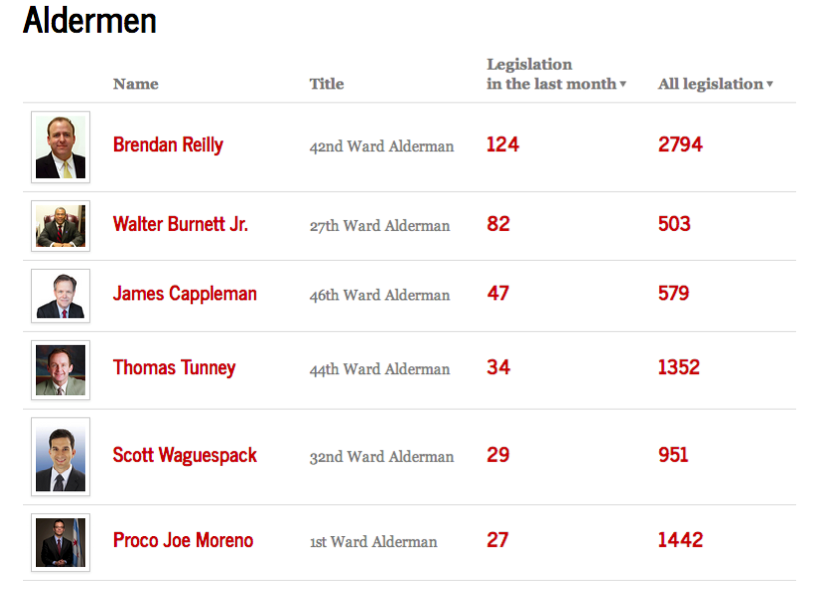 Aldermen
Name Title Legislation in the last month ▾ All legislation ▾
Brendan Reilly 42nd Ward Alderman 124 2794
Walter Burnett Jr. 27th Ward Alderman 82 503
James Cappleman 46th Ward Alderman 47 579
Thomas Tunney 44th Ward Alderman 34 1352
Scott Waguespack 32nd Ward Alderman 29 951
Proco Joe Moreno 1st Ward Alderman 27 1442